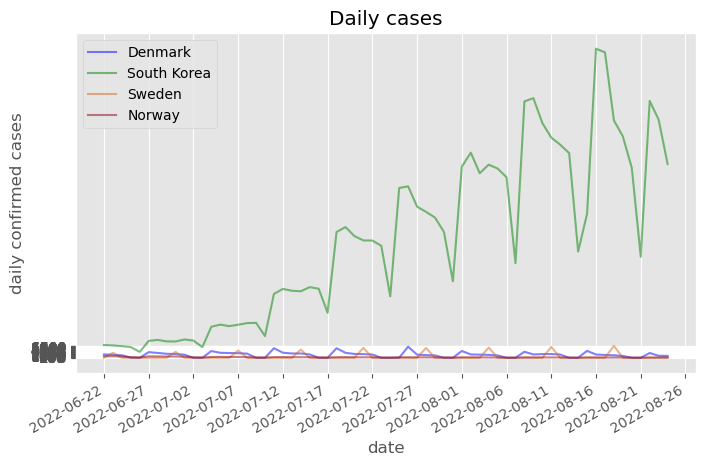 Daily cases
Denmark
South Korea
Sweden
Norway
daily confirmed cases
2022-06-22
2022-06-27
2022-07-02
2022-07-07
2022-07-12
2022-07-17
2022-07-22
2022-07-27
2022-08-01
2022-08-06
2022-08-11
2022-08-16
2022-08-21
2022-08-26
date